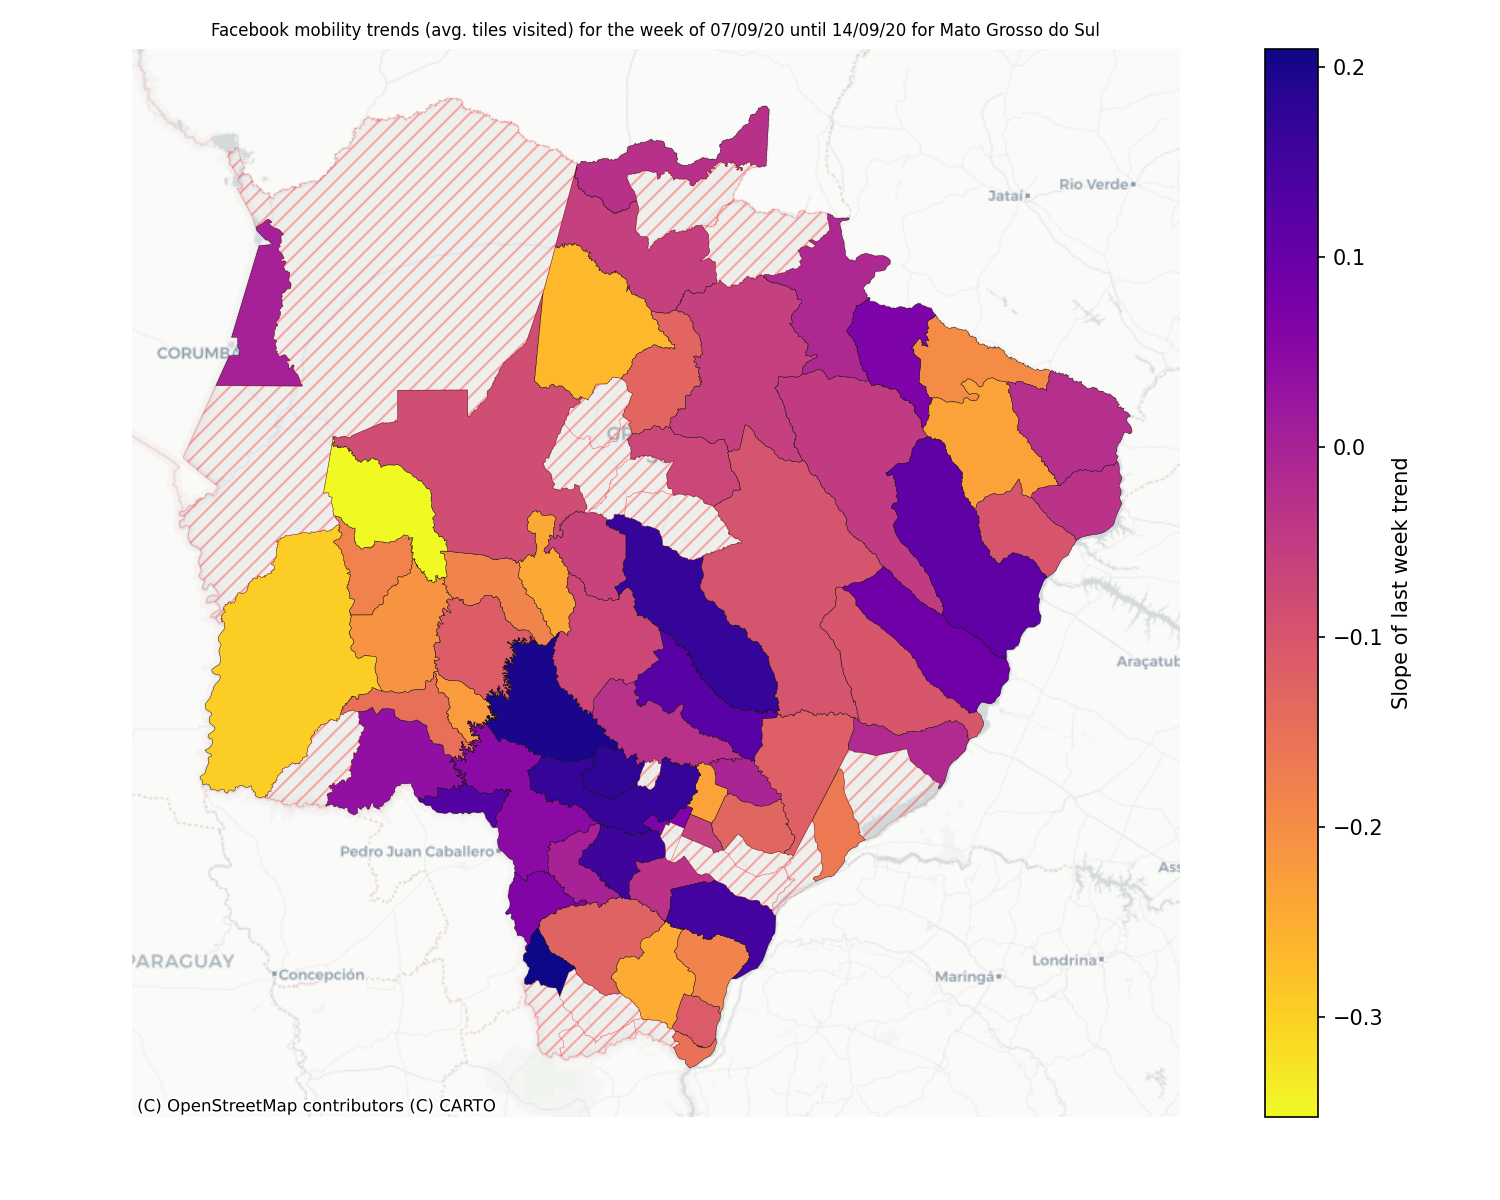 Facebook mobility trends (avg. tiles visited) for the week of 07/09/20 until 14/09/20 for Mato Grosso do Sul
0.2
Rio Verde
Jataí
0.1
CORUMBA
GR
0.0
Slope of last week trend
−0.1
Araçatub
−0.2
Pedro Juan Caballero
Ass
PARAGUAY
Concepción
Londrina
Maringá
−0.3
(C) OpenStreetMap contributors (C) CARTO